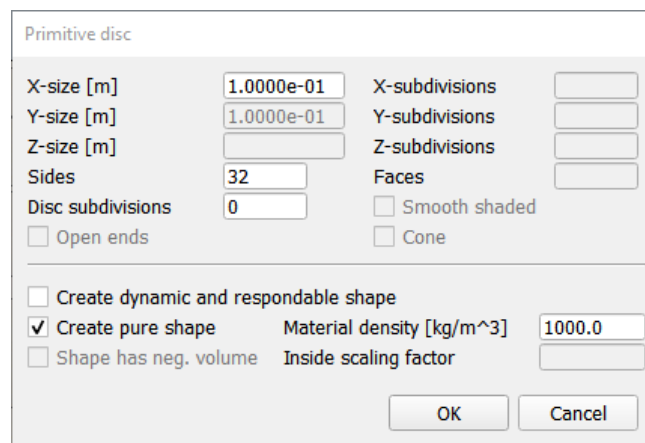 Primitive disc
X-size [m] 1.0000e-01 X-subdivisions
Y-size [m] 1.0000e-01 Y-subdivisions
Z-size [m] Z-subdivisions
Sides 32 Faces
Disc subdivisions 0 Smooth shaded
Open ends Cone
Create dynamic and respondable shape
Create pure shape Material density [kg/m^3] 1000.0
Shape has neg. volume Inside scaling factor
OK Cancel